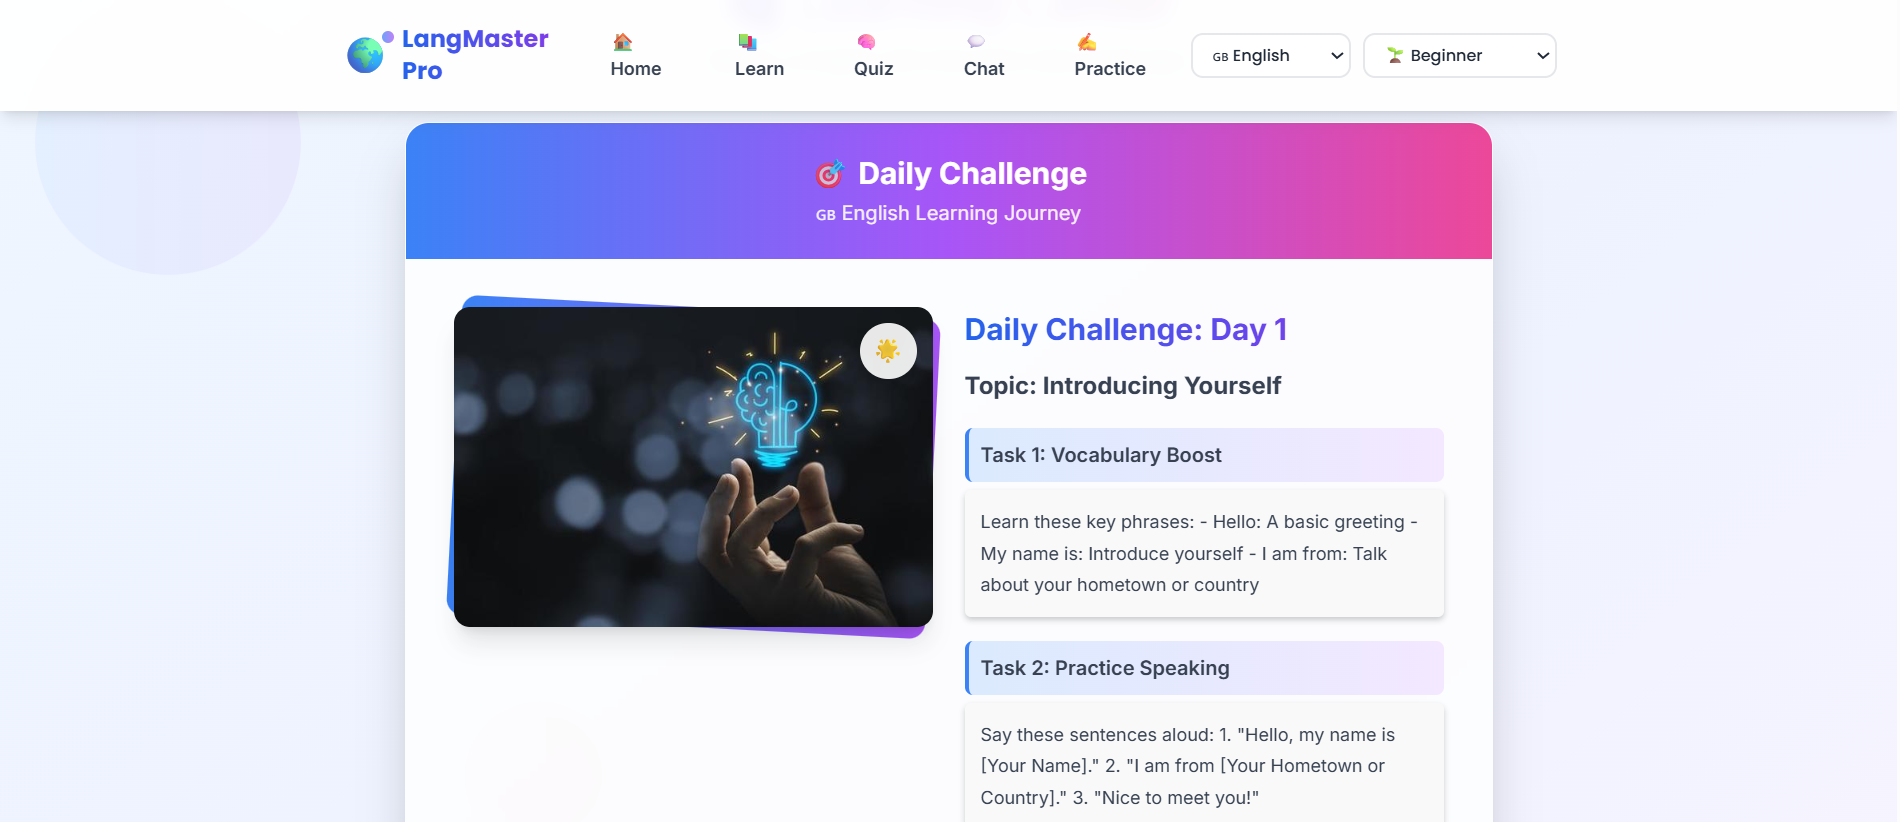 LangMaster
Pro
Home
Learn
Quiz
Chat
Practice
GB English
Beginner
Daily Challenge
GB English Learning Journey
Daily Challenge: Day 1
Topic: Introducing Yourself
Task 1: Vocabulary Boost
Learn these key phrases: - Hello: A basic greeting -
My name is: Introduce yourself - I am from: Talk
about your hometown or country
Task 2: Practice Speaking
Say these sentences aloud: 1. "Hello, my name is
[Your Name]." 2. "I am from [Your Hometown or
Country]." 3. "Nice to meet you!"